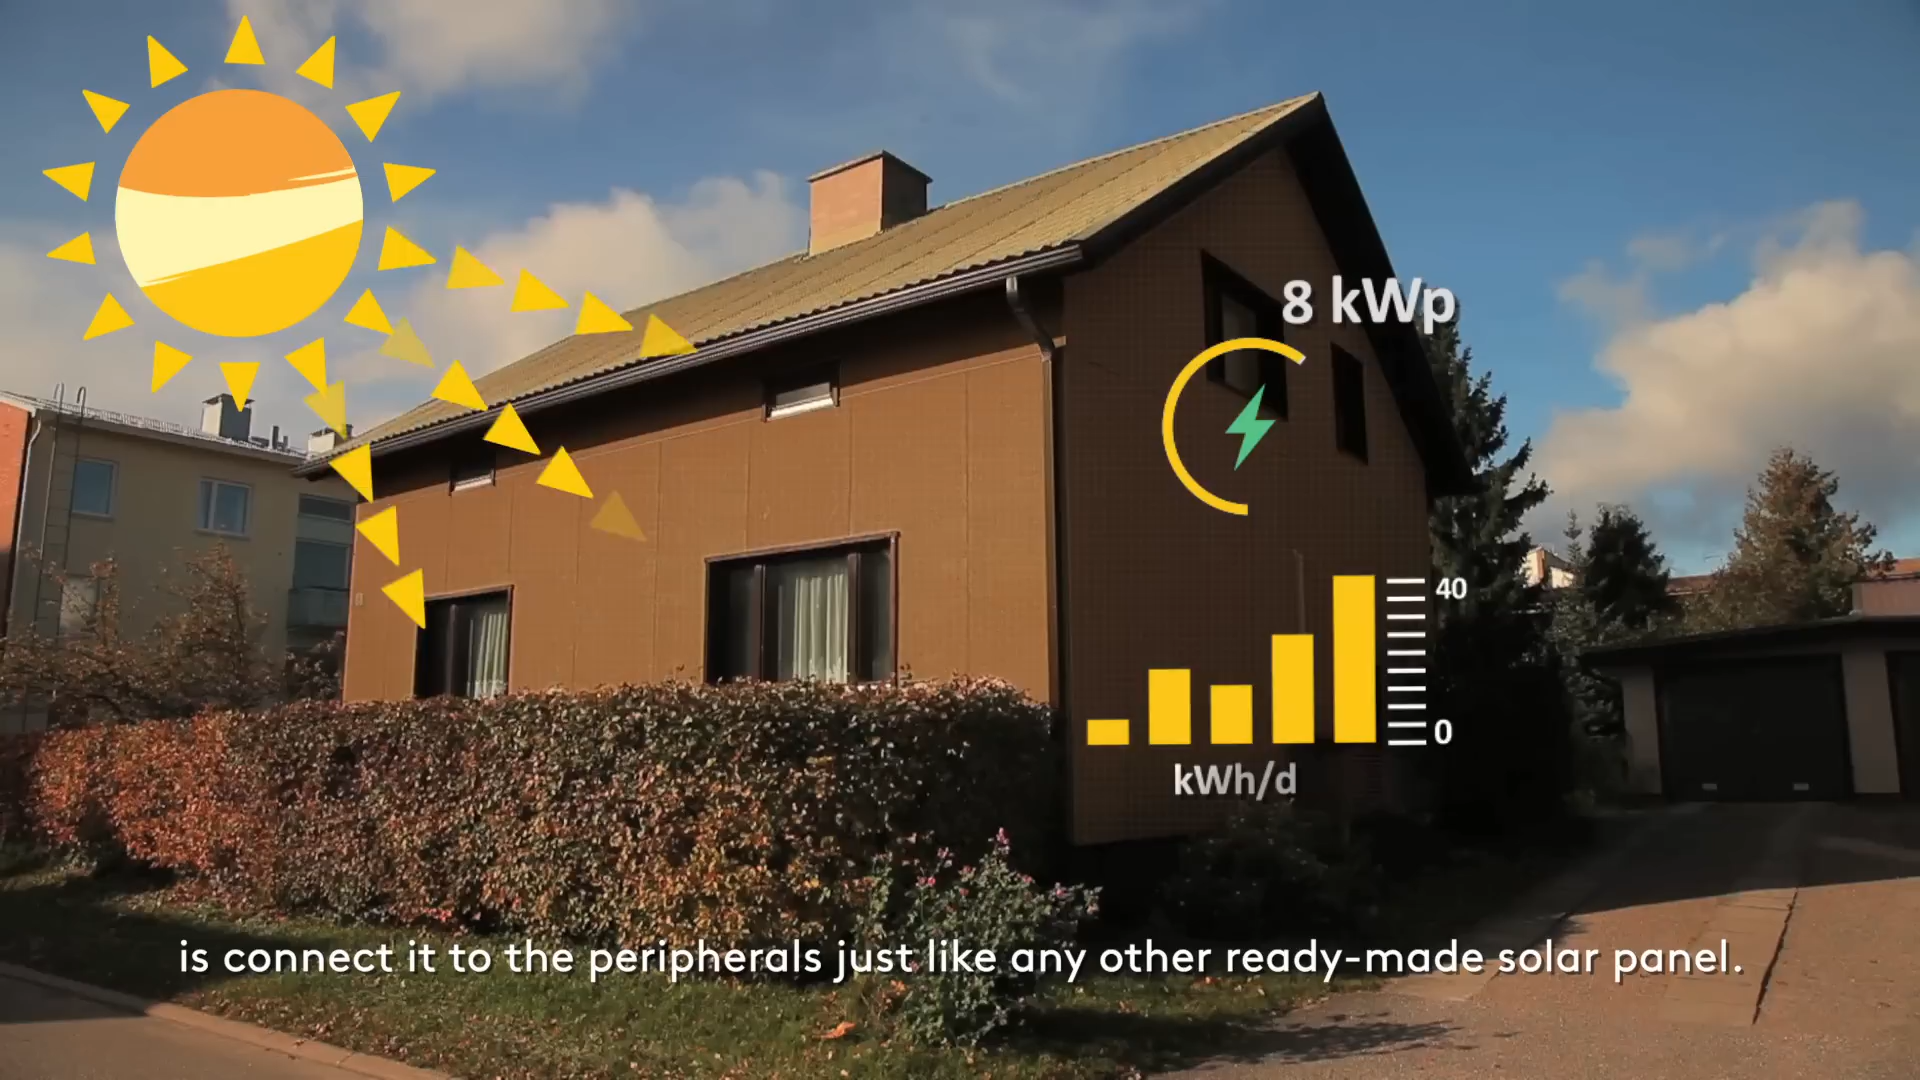 8 kWp
40
0
kWh/d
is connect it to the peripherals just like any other ready-made solar panel.